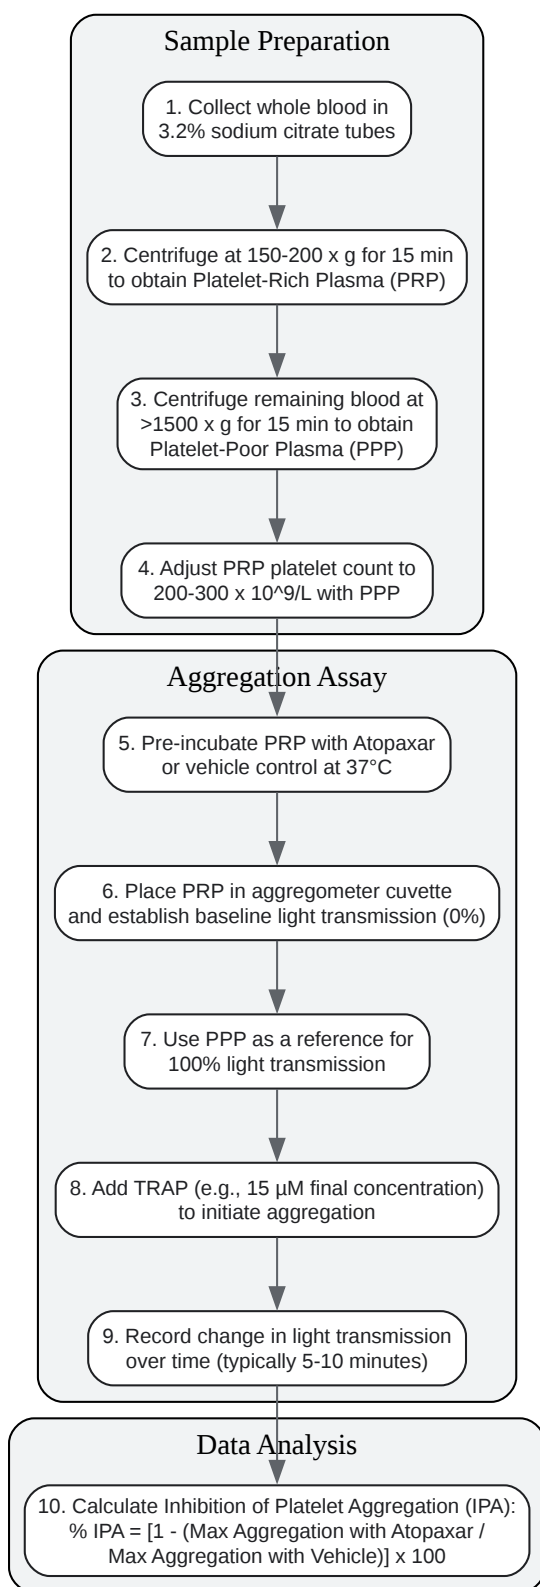 Sample Preparation
1. Collect whole blood in
3.2% sodium citrate tubes
2. Centrifuge at 150-200 x g for 15 min
to obtain Platelet-Rich Plasma (PRP)
3. Centrifuge remaining blood at
>1500 x g for 15 min to obtain
Platelet-Poor Plasma (PPP)
4. Adjust PRP platelet count to
200-300 x 10^9/L with PPP
Aggregation Assay
5. Pre-incubate PRP with Atopaxar
or vehicle control at 37°C
6. Place PRP in aggregometer cuvette
and establish baseline light transmission (0%)
7. Use PPP as a reference for
100% light transmission
8. Add TRAP (e.g., 15 µM final concentration)
to initiate aggregation
9. Record change in light transmission
over time (typically 5-10 minutes)
Data Analysis
10. Calculate Inhibition of Platelet Aggregation (IPA):
% IPA = [1 - (Max Aggregation with Atopaxar /
Max Aggregation with Vehicle)] x 100